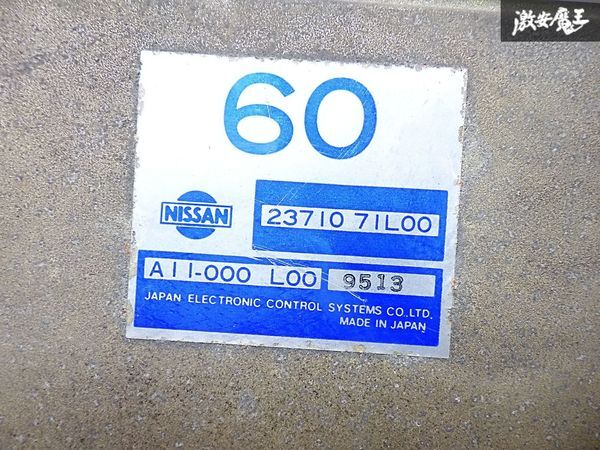 激安魔王
60
NISSAN
23710 71L00
A11-000 L00 9513
JAPAN ELECTRONIC CONTROL SYSTEMS CO.LTD.
MADE IN JAPAN